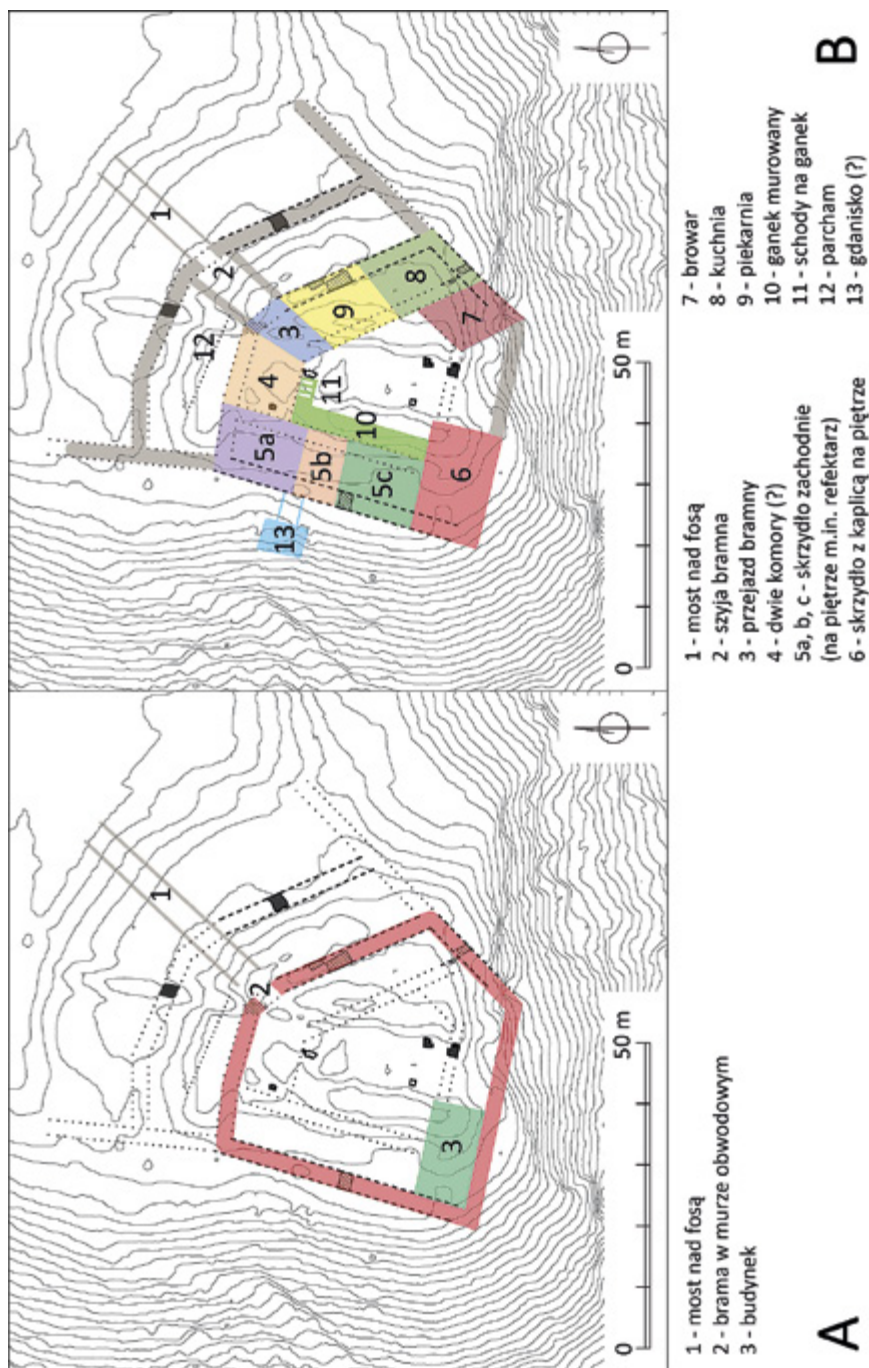 1
2
3
0
50 m
1 - most nad fosą
2 - brama w murze obwodowym
3 - budynek
A
1
2
3
4
5a
5b
5c
6
7
8
9
10
11
12
13
0
50 m
1 - most nad fosą
2 - szyja bramna
3 - przejazd bramny
4 - dwie komory (?)
5a, b, c - skrzydło zachodnie
(na piętrze m.in. refektarz)
6 - skrzydło z kaplicą na piętrze
7 - browar
8 - kuchnia
9 - piekarnia
10 - ganek murowany
11 - schody na ganek
12 - parcham
13 - gdanisko (?)
B